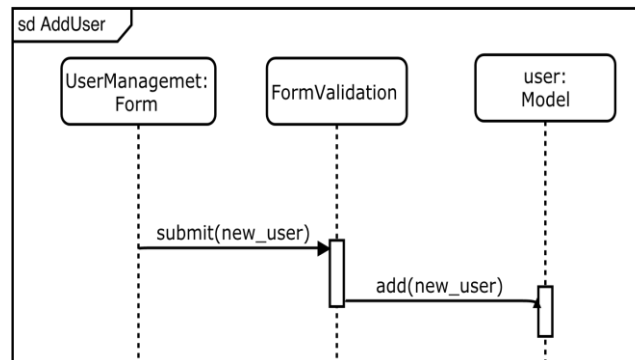 sd AddUser
UserManagemet:
Form
FormValidation
user:
Model
submit(new_user)
add(new_user)